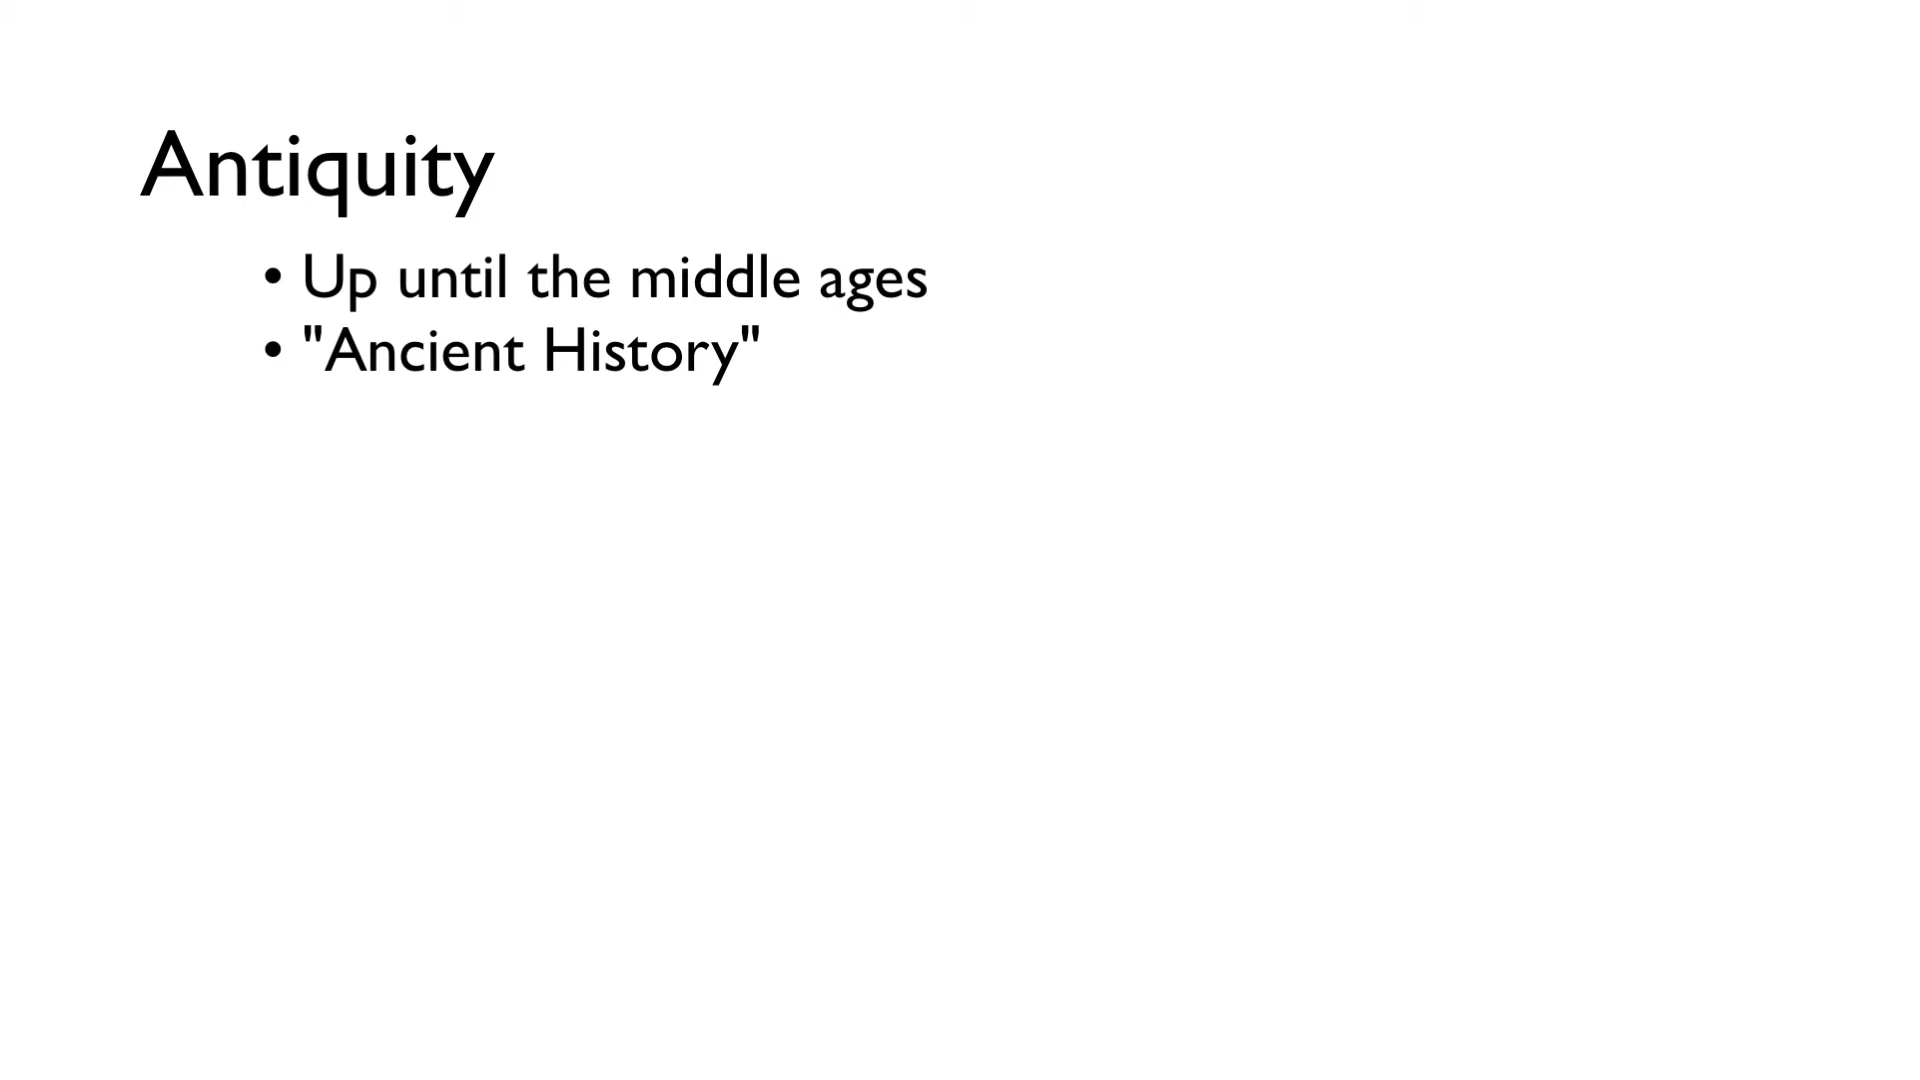 Antiquity
• Up until the middle ages
• "Ancient History"